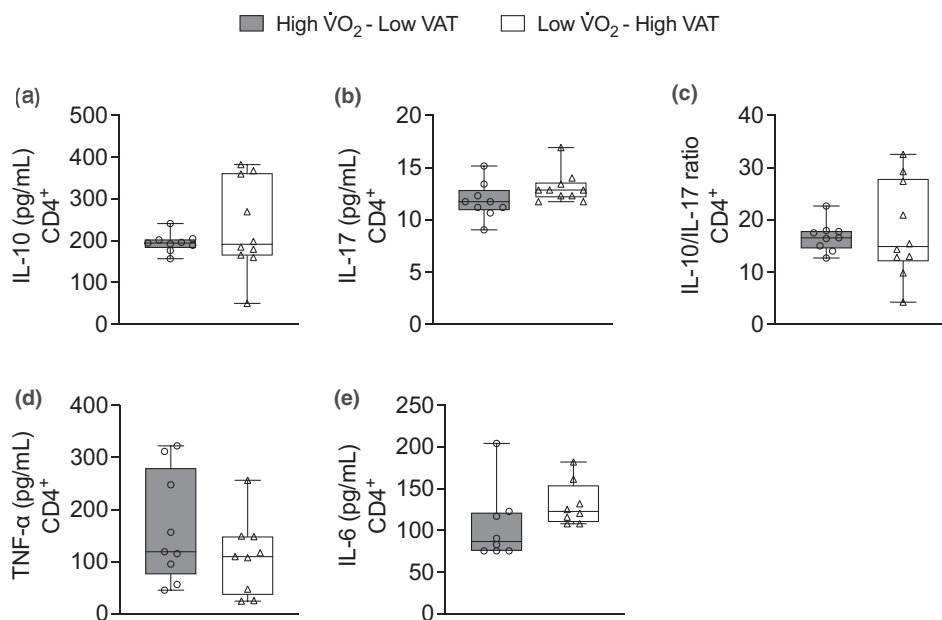 High V̇O₂ - Low VAT
Low V̇O₂ - High VAT
(a)
IL-10 (pg/mL)
CD4⁺
500
400
300
200
100
0
(b)
IL-17 (pg/mL)
CD4⁺
20
15
10
5
0
(c)
IL-10/IL-17 ratio
CD4⁺
40
30
20
10
0
(d)
TNF-α (pg/mL)
CD4⁺
400
300
200
100
0
(e)
IL-6 (pg/mL)
CD4⁺
250
200
150
100
50
0